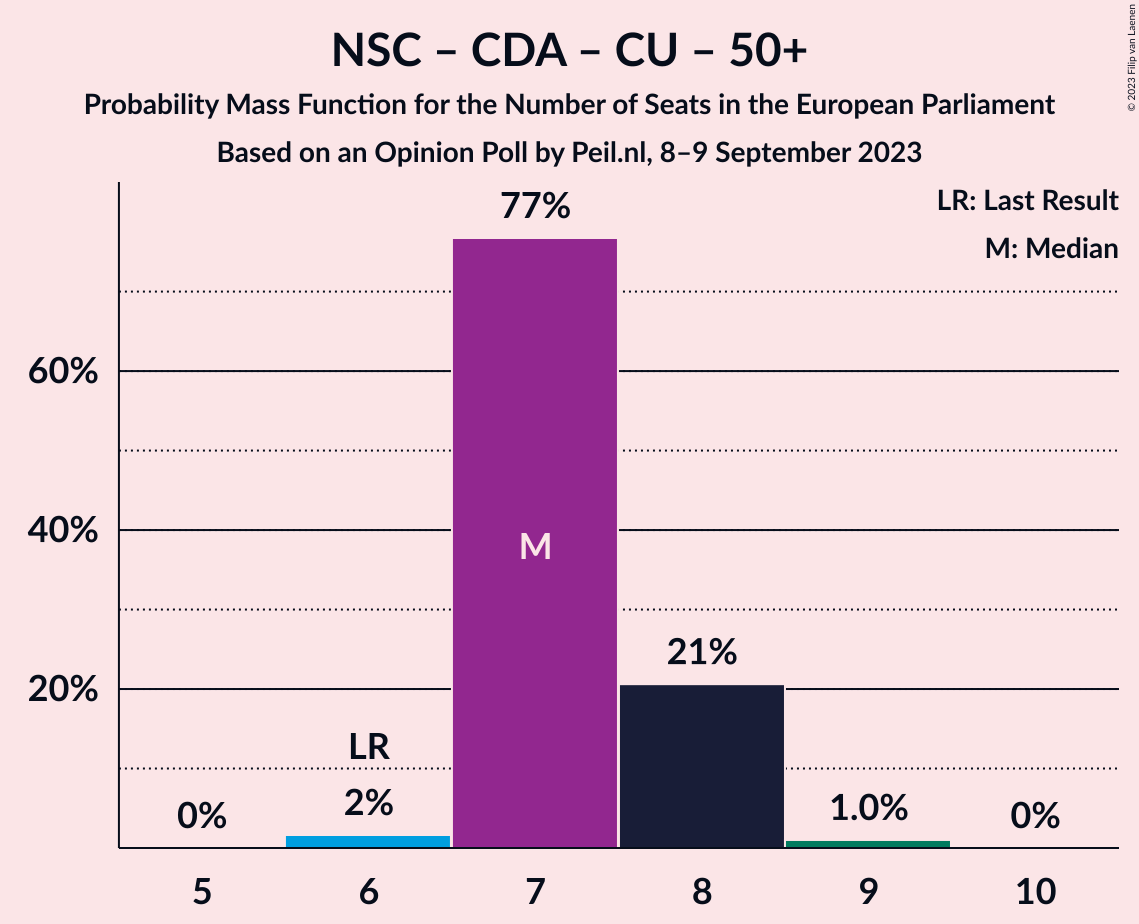 NSC – CDA – CU – 50+
Probability Mass Function for the Number of Seats in the European Parliament
Based on an Opinion Poll by Peil.nl, 8–9 September 2023
© 2023 Filip van Laenen
LR: Last Result
M: Median
77%
60%
40%
M
21%
20%
LR
0%
2%
1.0%
0%
5
6
7
8
9
10